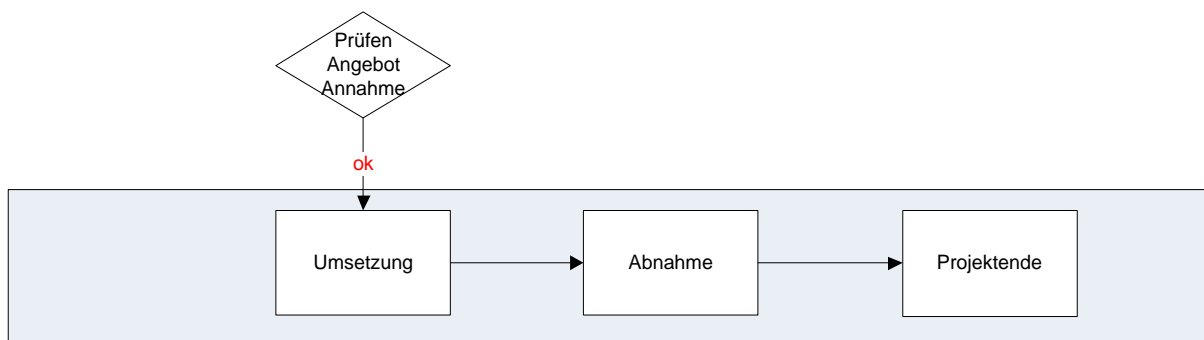 Prüfen
Angebot
Annahme
ok
Umsetzung
Abnahme
Projektende